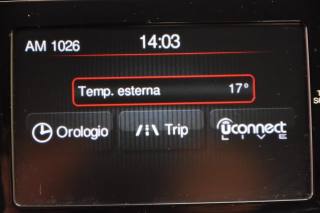 AM 1026 14:03
Temp. esterna 17°
Orologio Trip uconnect
LIVE